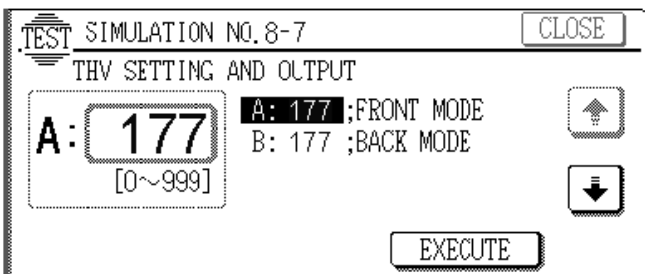 TEST SIMULATION NO.8-7 CLOSE
THV SETTING AND OUTPUT
A: 177 A: 177 ;FRONT MODE
B: 177 ;BACK MODE
[0~999]
EXECUTE